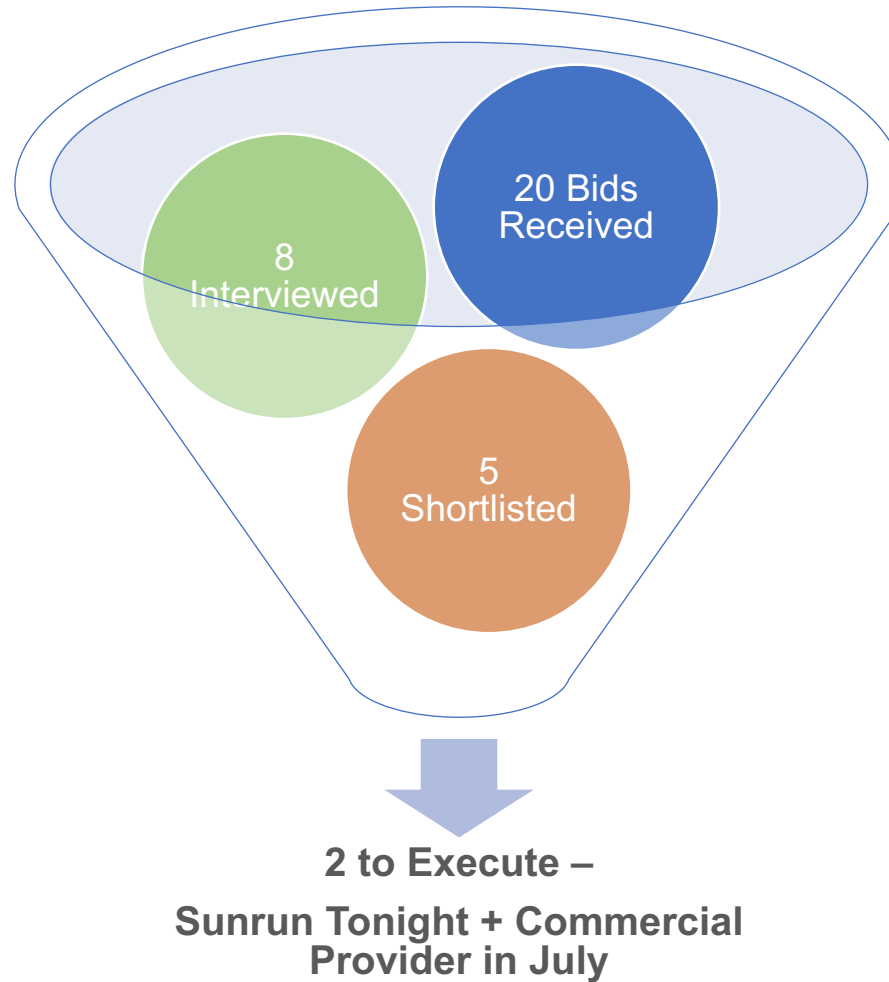 20 Bids
Received
8
Interviewed
5
Shortlisted
2 to Execute –
Sunrun Tonight + Commercial
Provider in July